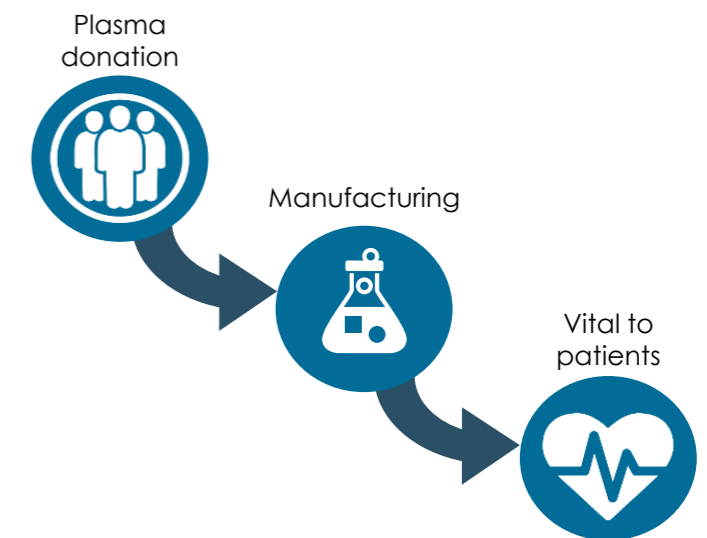 Plasma
donation
Manufacturing
Vital to
patients